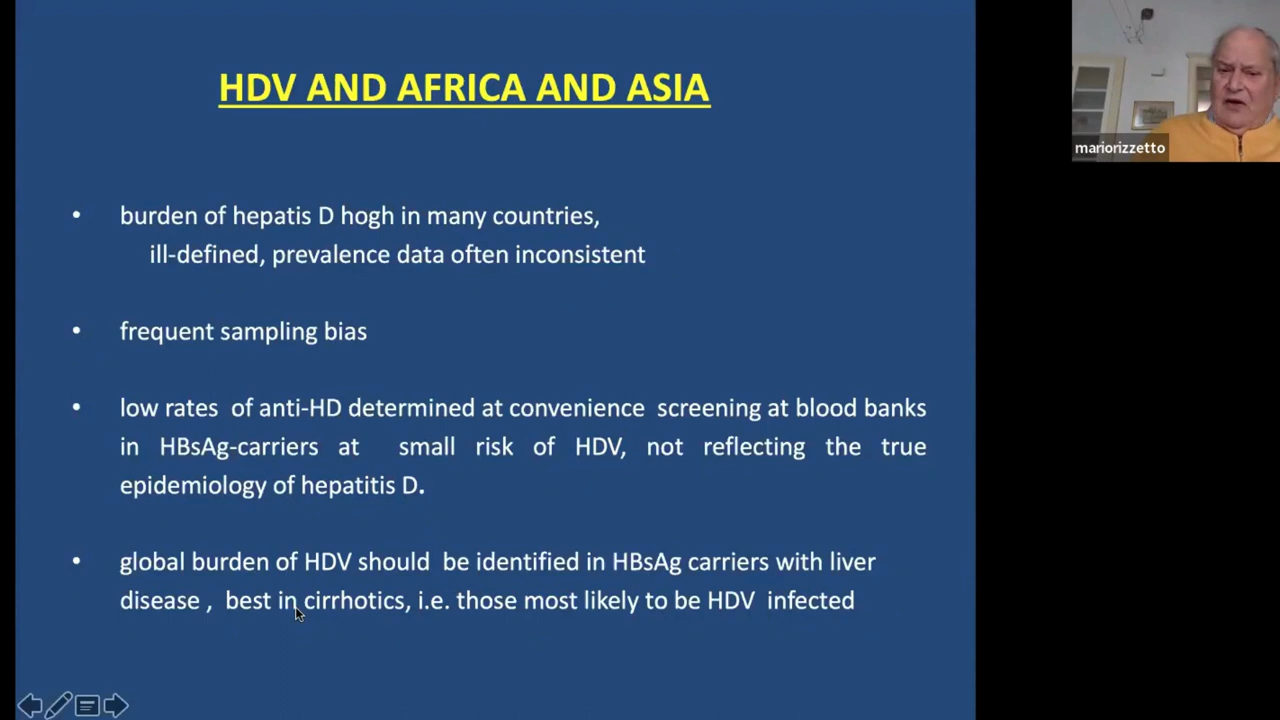 HDV AND AFRICA AND ASIA
mariorizzetto
• burden of hepatis D hogh in many countries,
ill-defined, prevalence data often inconsistent
• frequent sampling bias
• low rates of anti-HD determined at convenience screening at blood banks
in HBsAg-carriers at small risk of HDV, not reflecting the true
epidemiology of hepatitis D.
• global burden of HDV should be identified in HBsAg carriers with liver
disease , best in cirrhotics, i.e. those most likely to be HDV infected